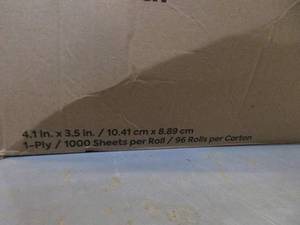 4.1 in. x 3.5 in. / 10.41 cm x 8.89 cm
1-Ply / 1000 Sheets per Roll / 96 Rolls per Carton